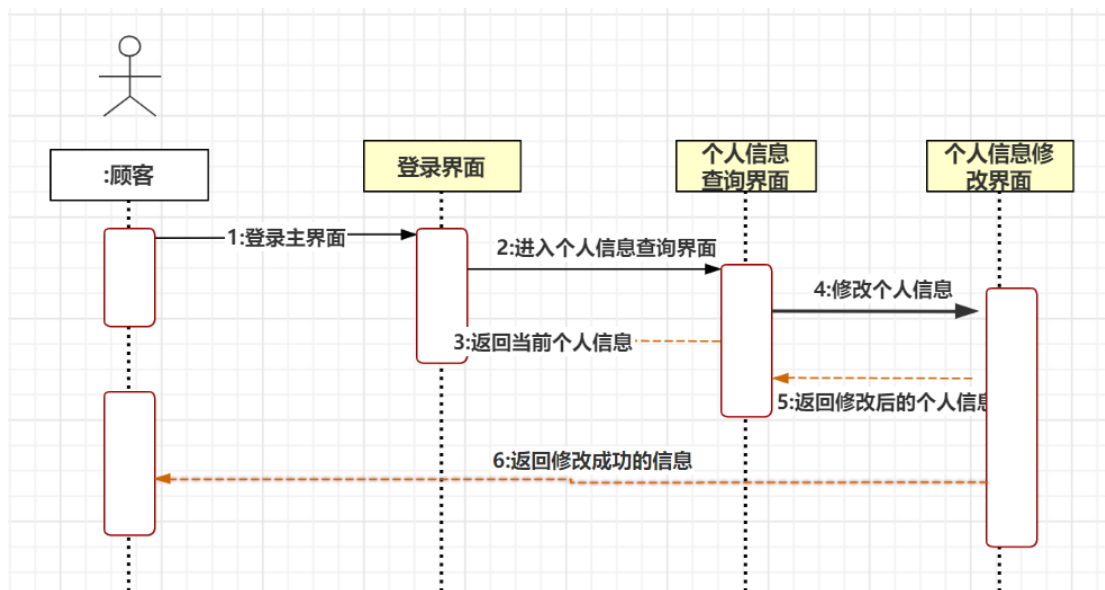 :顾客
登录界面
个人信息
查询界面
个人信息修
改界面
1:登录主界面
2:进入个人信息查询界面
4:修改个人信息
3:返回当前个人信息
5:返回修改后的个人信息
6:返回修改成功的信息